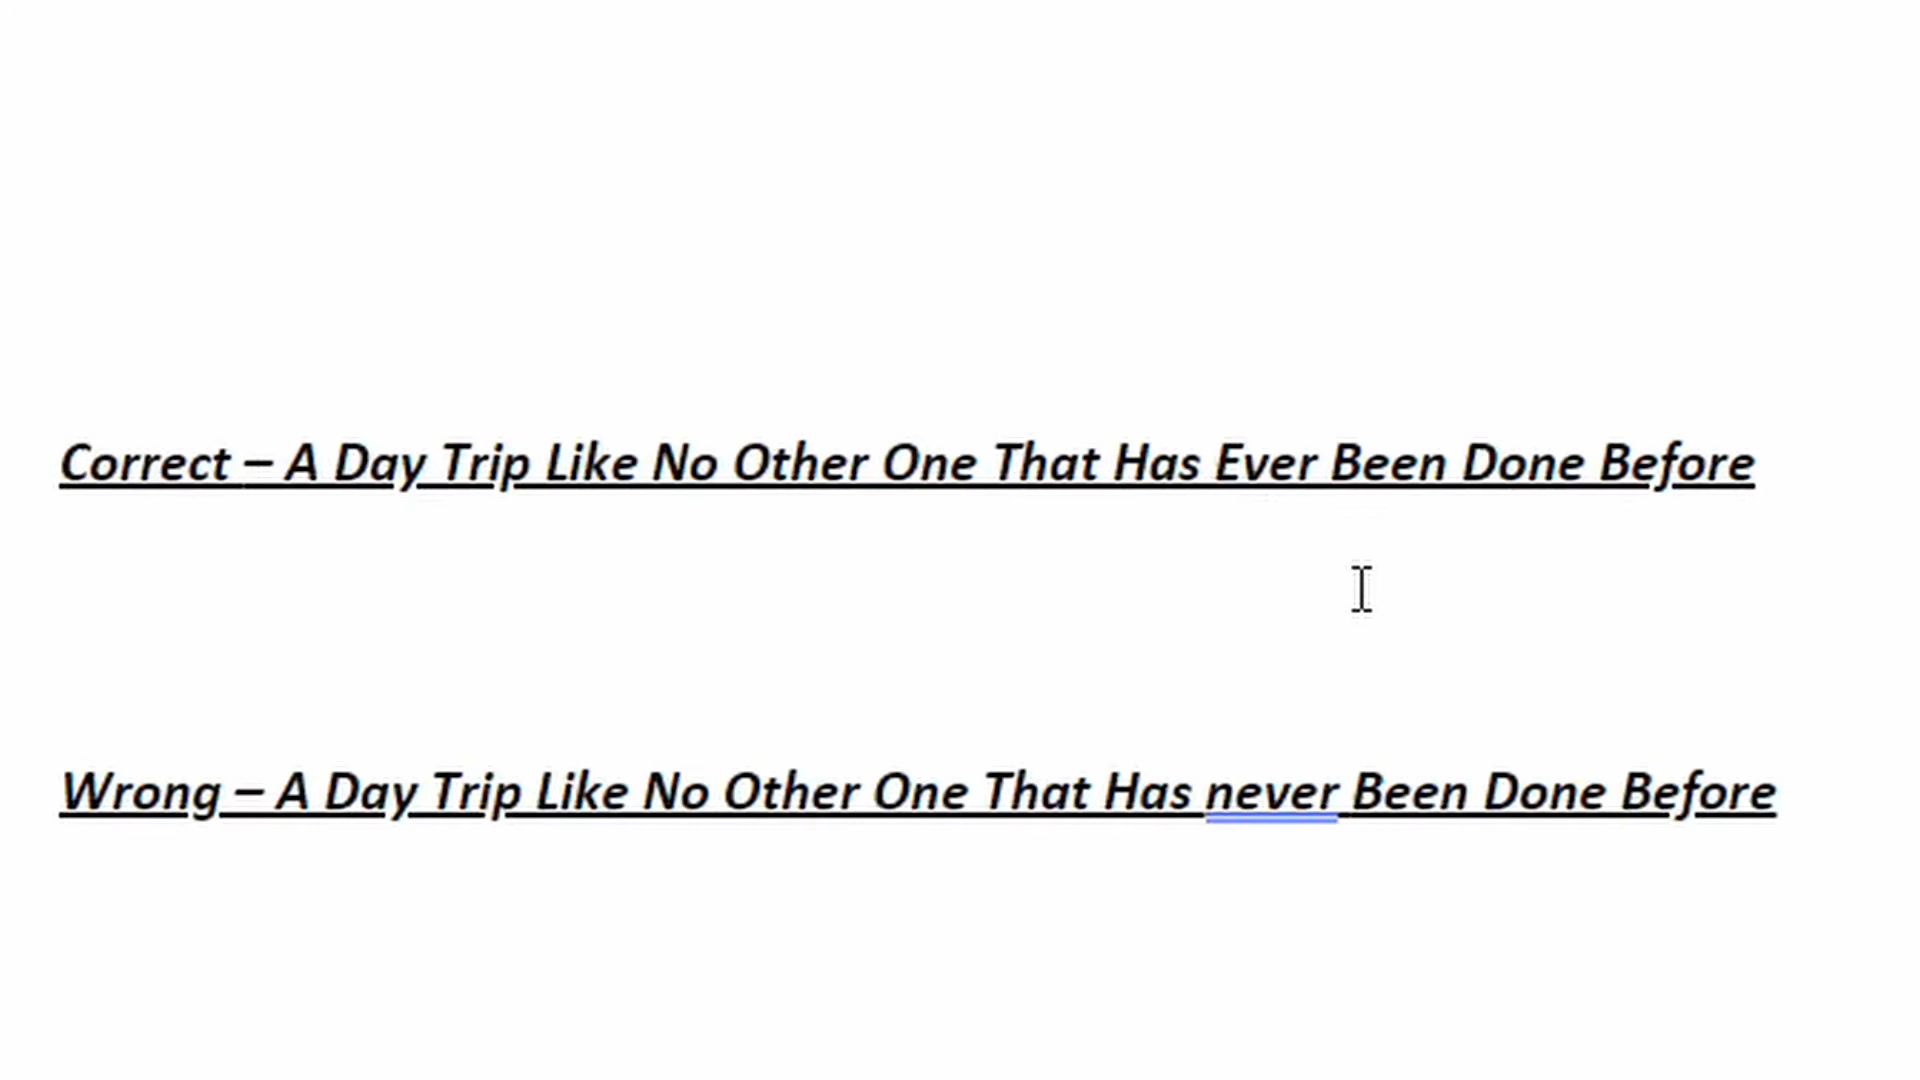 Correct – A Day Trip Like No Other One That Has Ever Been Done Before
Wrong – A Day Trip Like No Other One That Has never Been Done Before